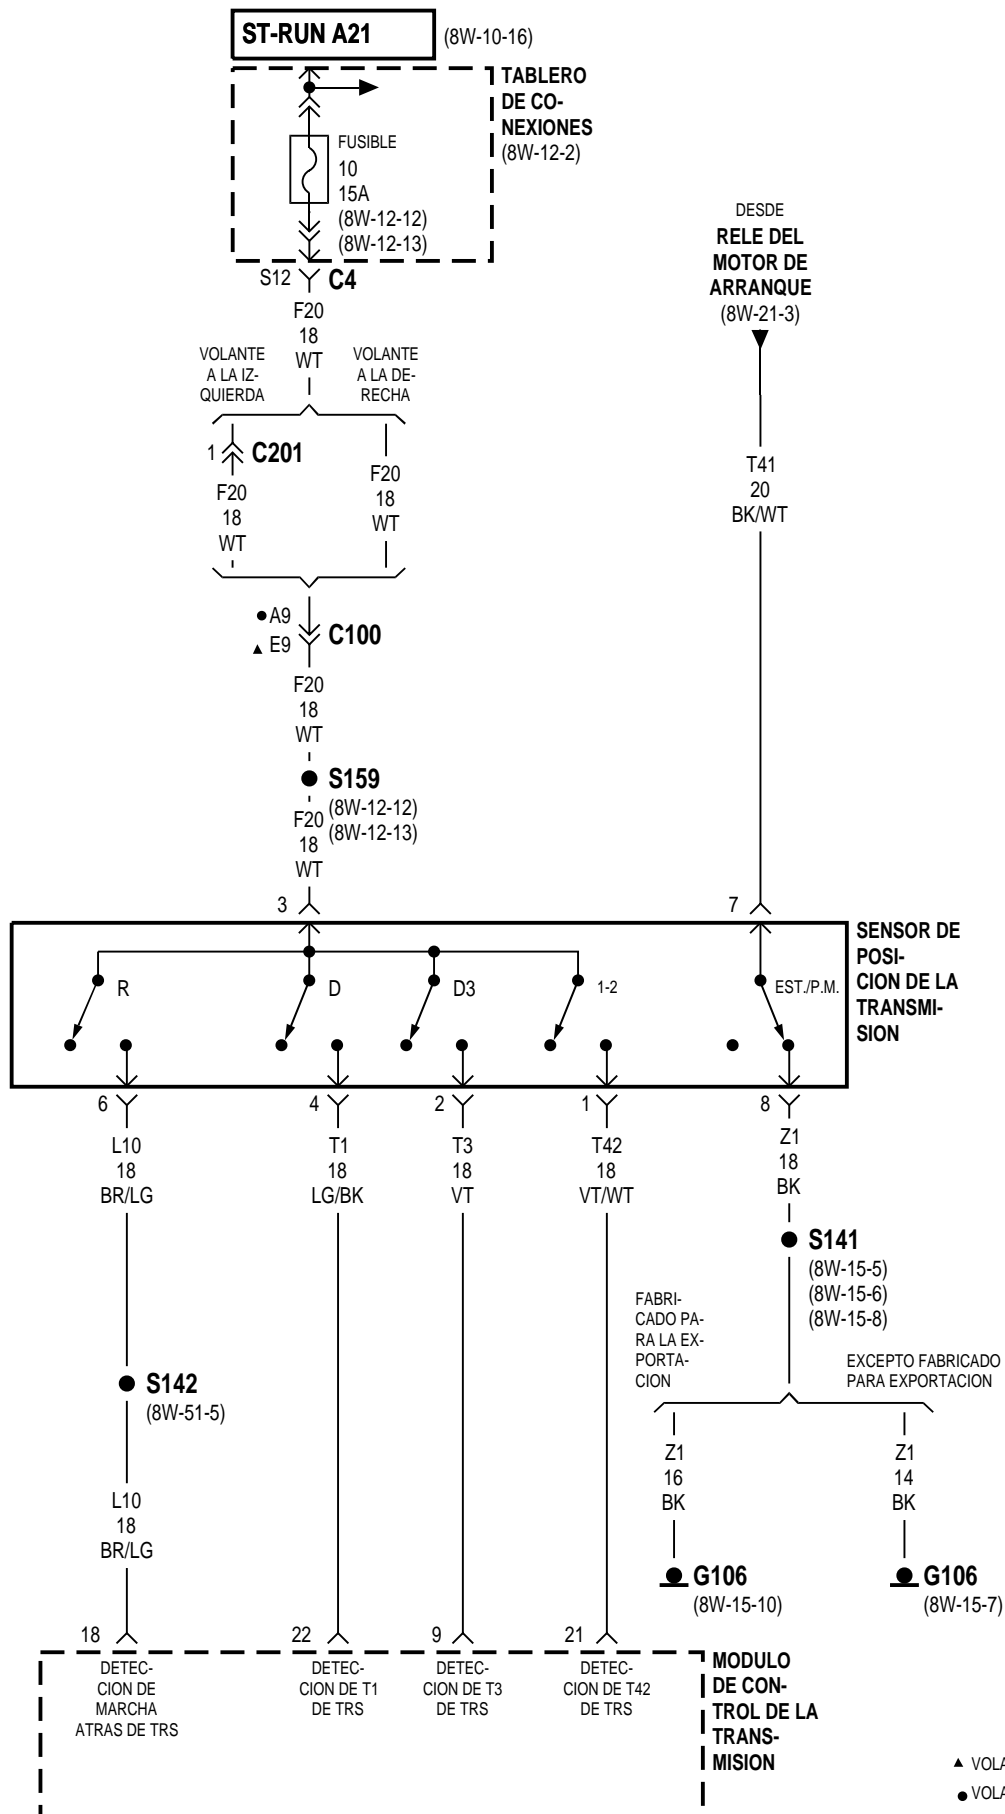 ST-RUN A21
(8W-10-16)
TABLERO
DE CO-
NEXIONES
(8W-12-2)
FUSIBLE
10
15A
(8W-12-12)
(8W-12-13)
S12
C4
F20
18
WT
DESDE
RELE DEL
MOTOR DE
ARRANQUE
(8W-21-3)
VOLANTE
A LA IZ-
QUIERDA
VOLANTE
A LA DE-
RECHA
1
C201
F20
18
WT
F20
18
WT
T41
20
BK/WT
A9
E9
C100
F20
18
WT
S159
(8W-12-12)
(8W-12-13)
F20
18
WT
3
7
SENSOR DE
POSI-
CION DE LA
TRANSMI-
SION
R
D
D3
1-2
EST./P.M.
6
4
2
1
8
L10
18
BR/LG
T1
18
LG/BK
T3
18
VT
T42
18
VT/WT
Z1
18
BK
S141
(8W-15-5)
(8W-15-6)
(8W-15-8)
FABRI-
CADO PA-
RA LA EX-
PORTA-
CION
EXCEPTO FABRICADO
PARA EXPORTACION
S142
(8W-51-5)
Z1
16
BK
Z1
14
BK
L10
18
BR/LG
G106
(8W-15-10)
G106
(8W-15-7)
18
22
9
21
DETEC-
CION DE
MARCHA
ATRAS DE TRS
DETEC-
CION DE T1
DE TRS
DETEC-
CION DE T3
DE TRS
DETEC-
CION DE T42
DE TRS
MODULO
DE CON-
TROL DE LA
TRANS-
MISION